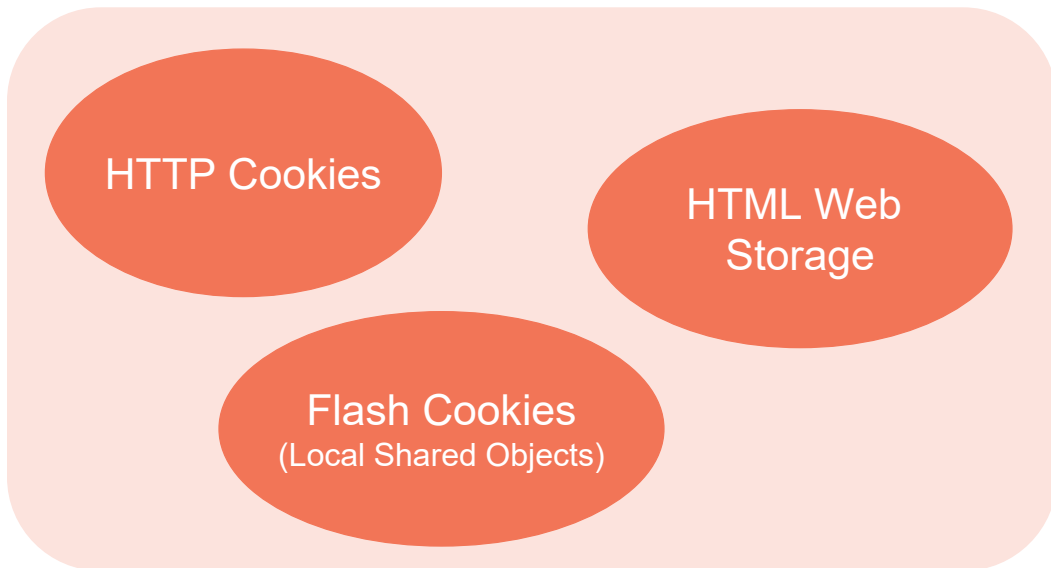 HTTP Cookies
HTML Web
Storage
Flash Cookies
(Local Shared Objects)